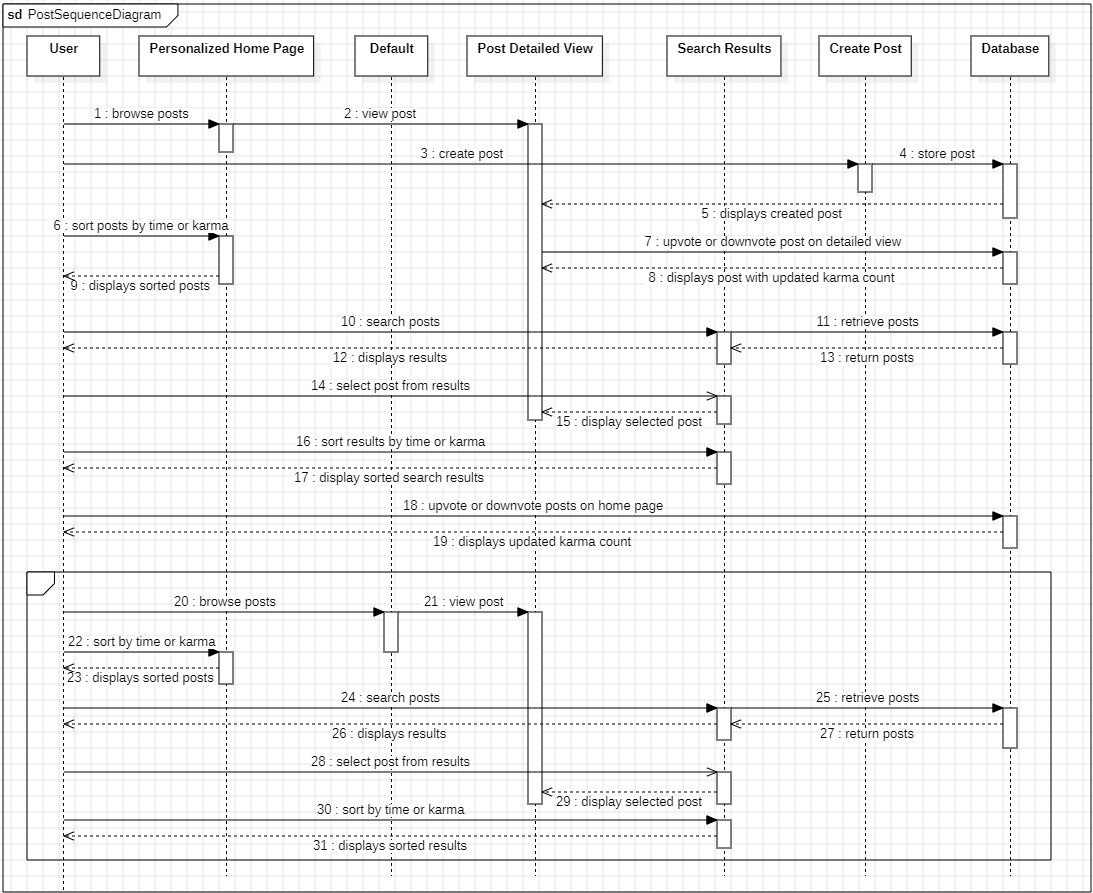 sd PostSequenceDiagram
User
Personalized Home Page
Default
Post Detailed View
Search Results
Create Post
Database
1 : browse posts
2 : view post
3 : create post
4 : store post
5 : displays created post
6 : sort posts by time or karma
7 : upvote or downvote post on detailed view
8 : displays post with updated karma count
9 : displays sorted posts
10 : search posts
11 : retrieve posts
12 : displays results
13 : return posts
14 : select post from results
15 : display selected post
16 : sort results by time or karma
17 : display sorted search results
18 : upvote or downvote posts on home page
19 : displays updated karma count
20 : browse posts
21 : view post
22 : sort by time or karma
23 : displays sorted posts
24 : search posts
25 : retrieve posts
26 : displays results
27 : return posts
28 : select post from results
29 : display selected post
30 : sort by time or karma
31 : displays sorted results